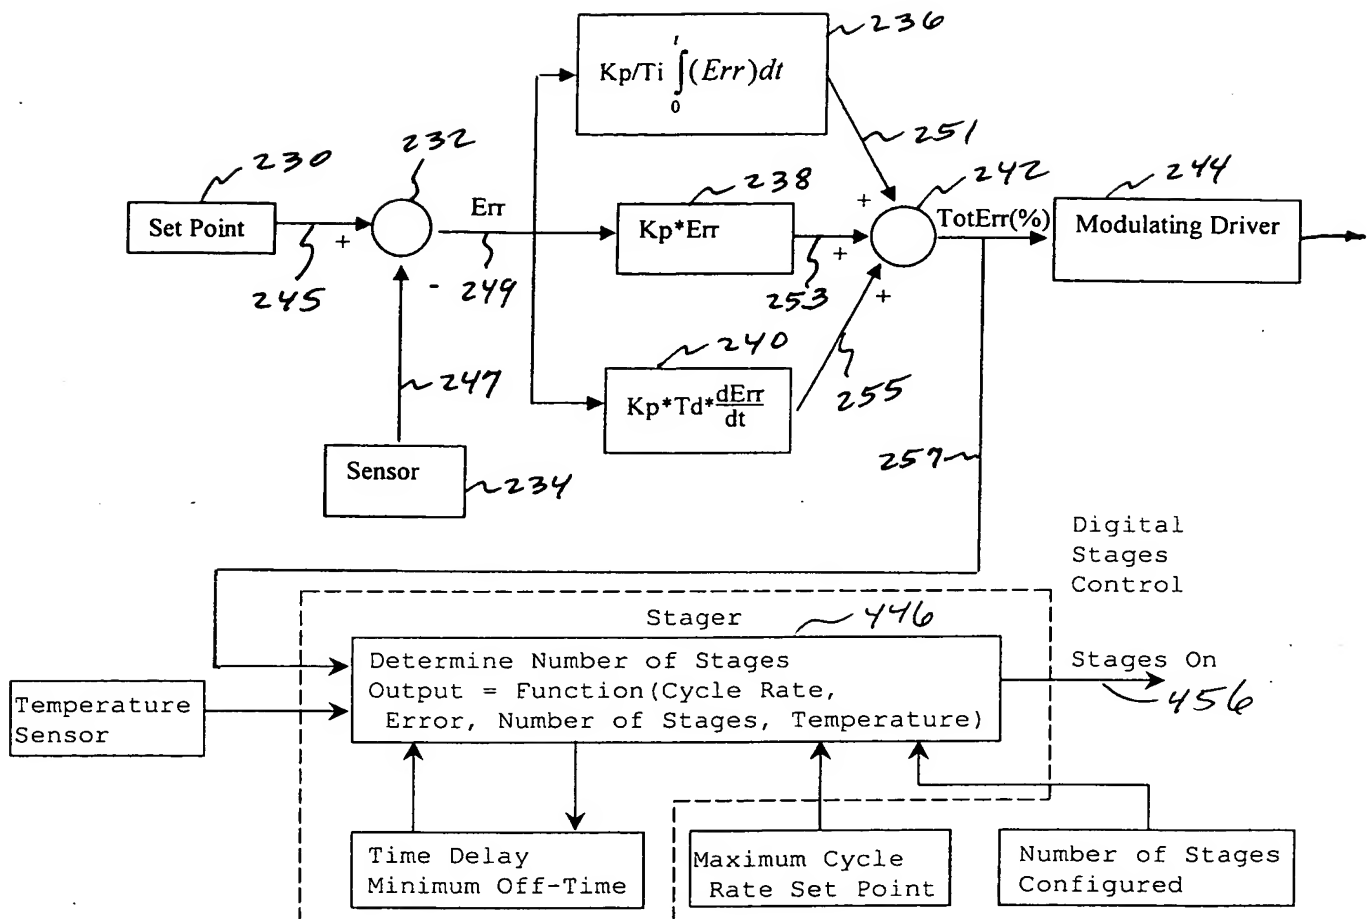 236
Kp/Ti ∫₀ᵗ (Err)dt
251
230
232
238
242
244
Set Point
+
Err
Kp*Err
+
TotErr(%)
Modulating Driver
245
-
249
253
+
+
240
247
Kp*Td*dErr/dt
255
257
Sensor
234
Digital
Stages
Control
Stager
446
Determine Number of Stages
Output = Function(Cycle Rate,
Error, Number of Stages, Temperature)
Stages On
456
Temperature
Sensor
Time Delay
Minimum Off-Time
Maximum Cycle
Rate Set Point
Number of Stages
Configured